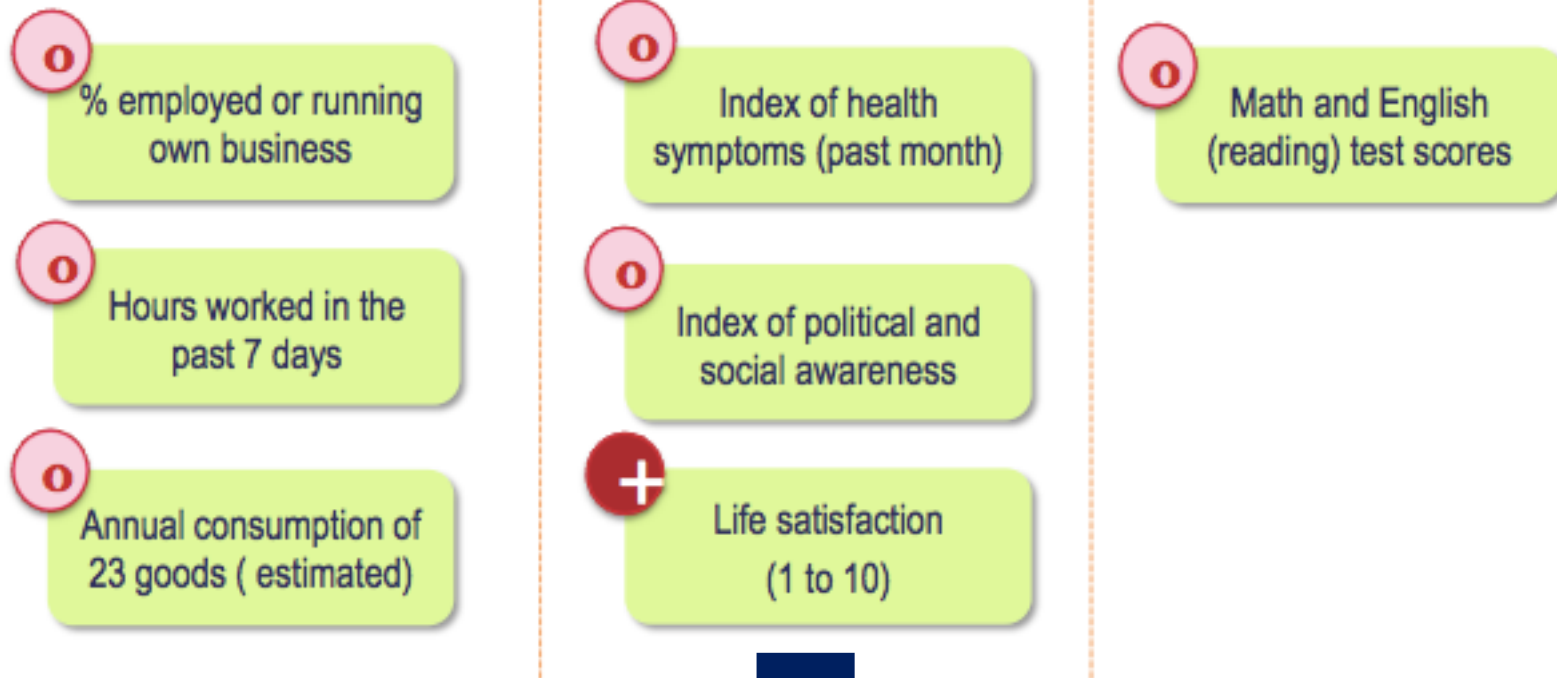 o
% employed or running
own business
o
Hours worked in the
past 7 days
o
Annual consumption of
23 goods ( estimated)
o
Index of health
symptoms (past month)
o
Index of political and
social awareness
+
Life satisfaction
(1 to 10)
o
Math and English
(reading) test scores